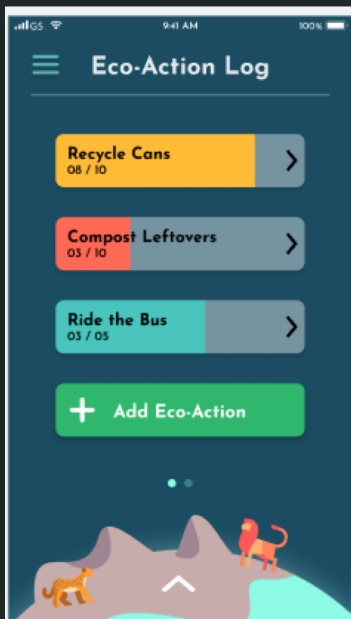 GS 9:41 AM 100%
Eco-Action Log
Recycle Cans
08 / 10
Compost Leftovers
03 / 10
Ride the Bus
03 / 05
Add Eco-Action